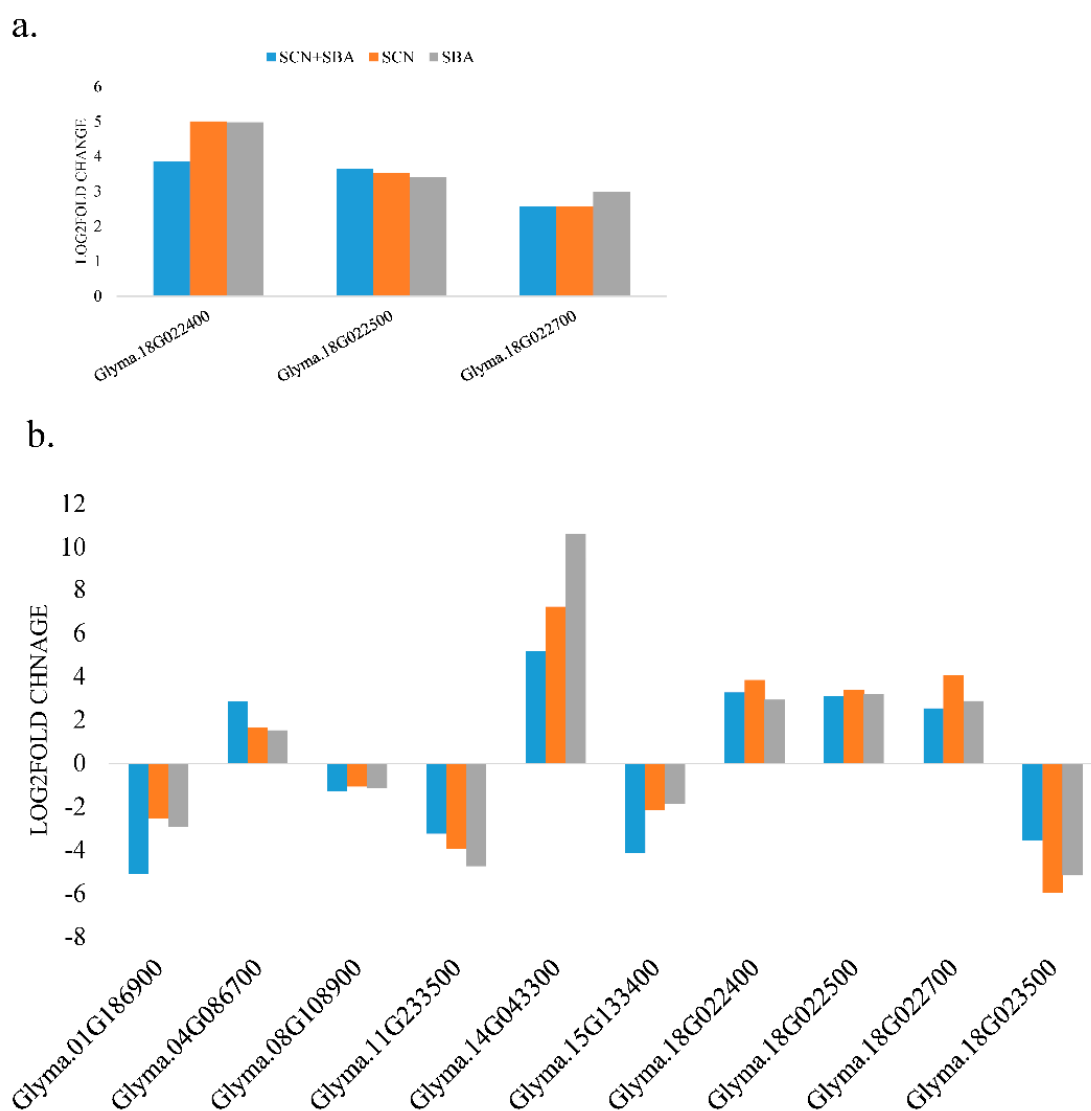 a.
SCN+SBA SCN SBA
LOG2FOLD CHANGE
6
5
4
3
2
1
0
Glyma.18G022400
Glyma.18G022500
Glyma.18G022700
b.
LOG2FOLD CHNAGE
12
10
8
6
4
2
0
-2
-4
-6
-8
Glyma.01G186900
Glyma.04G086700
Glyma.08G108900
Glyma.11G233500
Glyma.14G043300
Glyma.15G133400
Glyma.18G022400
Glyma.18G022500
Glyma.18G022700
Glyma.18G023500